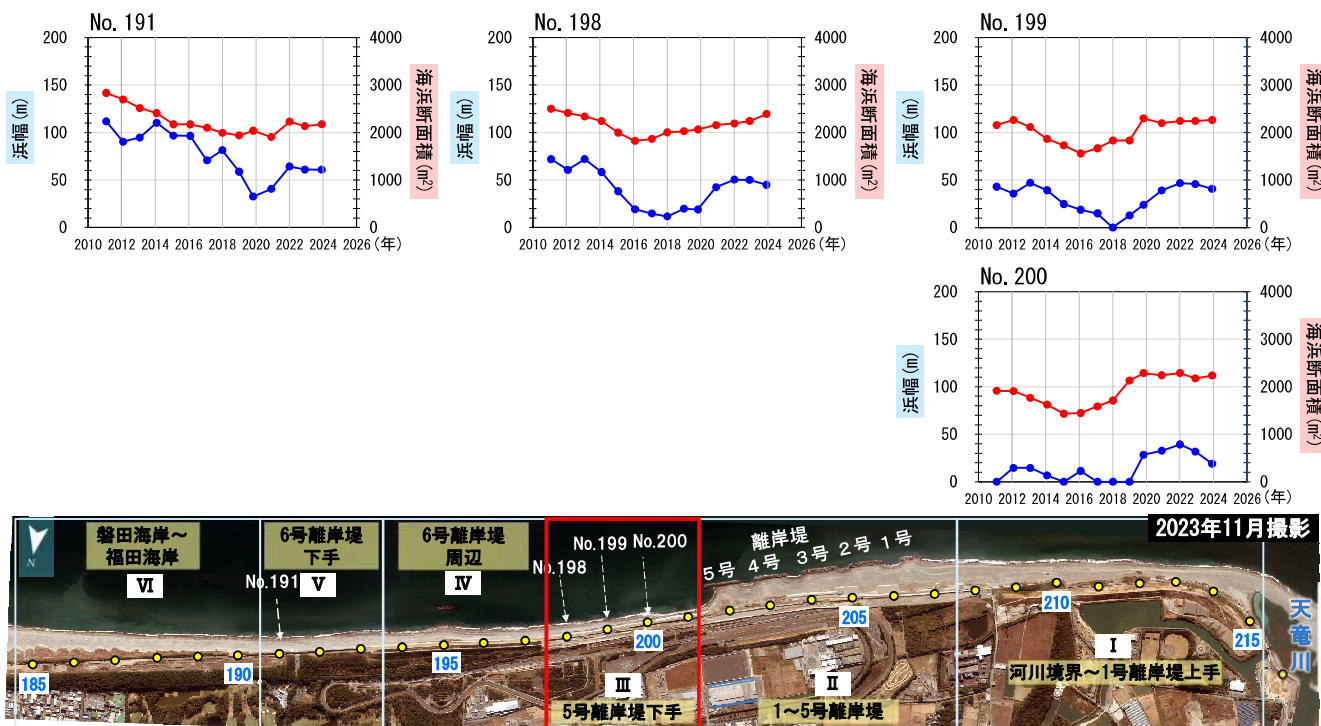 No. 191
200
150
100
50
0
浜幅(m)
4000
3000
2000
1000
0
海浜断面積(m²)
2010 2012 2014 2016 2018 2020 2022 2024 2026(年)
No. 198
200
150
100
50
0
浜幅(m)
4000
3000
2000
1000
0
海浜断面積(m²)
2010 2012 2014 2016 2018 2020 2022 2024 2026(年)
No. 199
200
150
100
50
0
浜幅(m)
4000
3000
2000
1000
0
海浜断面積(m²)
2010 2012 2014 2016 2018 2020 2022 2024 2026(年)
No. 200
200
150
100
50
0
浜幅(m)
4000
3000
2000
1000
0
海浜断面積(m²)
2010 2012 2014 2016 2018 2020 2022 2024 2026(年)
2023年11月撮影
N
磐田海岸～
福田海岸
Ⅵ
6号離岸堤
下手
Ⅴ
No.191
6号離岸堤
周辺
Ⅳ
No.198
No.199
No.200
離岸堤
5号 4号 3号 2号 1号
天竜川
185
190
195
200
205
210
215
Ⅲ
5号離岸堤下手
Ⅱ
1～5号離岸堤
Ⅰ
河川境界～1号離岸堤上手